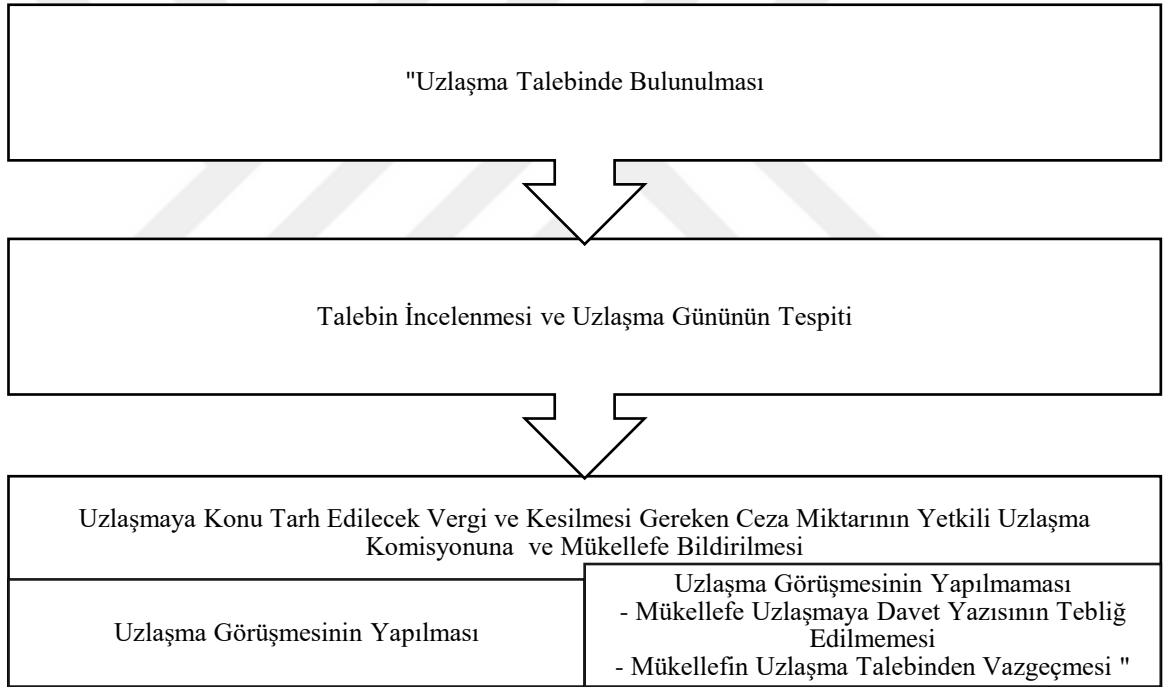 "Uzlaşma Talebinde Bulunulması
Talebin İncelenmesi ve Uzlaşma Gününün Tespiti
Uzlaşmaya Konu Tarh Edilecek Vergi ve Kesilmesi Gereken Ceza Miktarının Yetkili Uzlaşma
Komisyonuna ve Mükellefe Bildirilmesi
Uzlaşma Görüşmesinin Yapılması
Uzlaşma Görüşmesinin Yapılmaması
- Mükellefe Uzlaşmaya Davet Yazısının Tebliğ
Edilmemesi
- Mükellefin Uzlaşma Talebinden Vazgeçmesi "